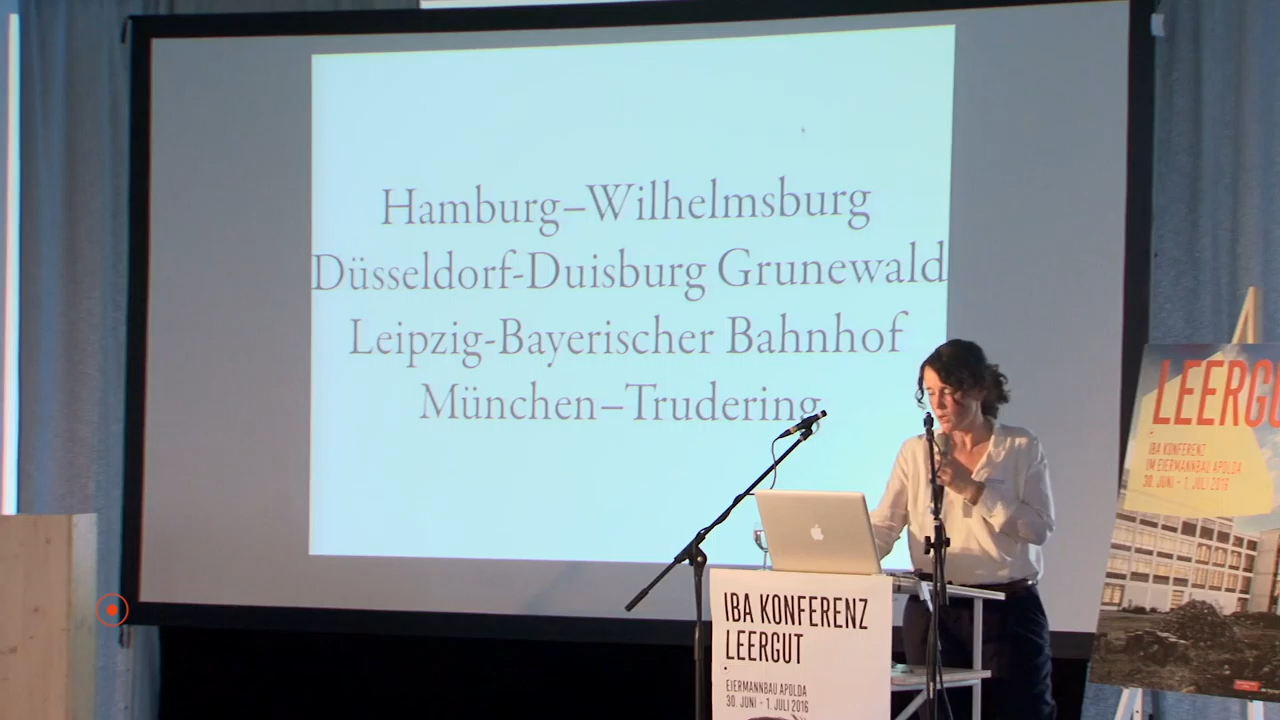 Hamburg–Wilhelmsburg
Düsseldorf-Duisburg Grunewald
Leipzig-Bayerischer Bahnhof
München–Trudering
IBA KONFERENZ
LEERGUT
EIERMANNBAU APOLDA
30. JUNI - 1. JULI 2016
LEERGU
IBA KONFERENZ
IM EIERMANNBAU APOLDA
30. JUNI - 1. JULI 2016